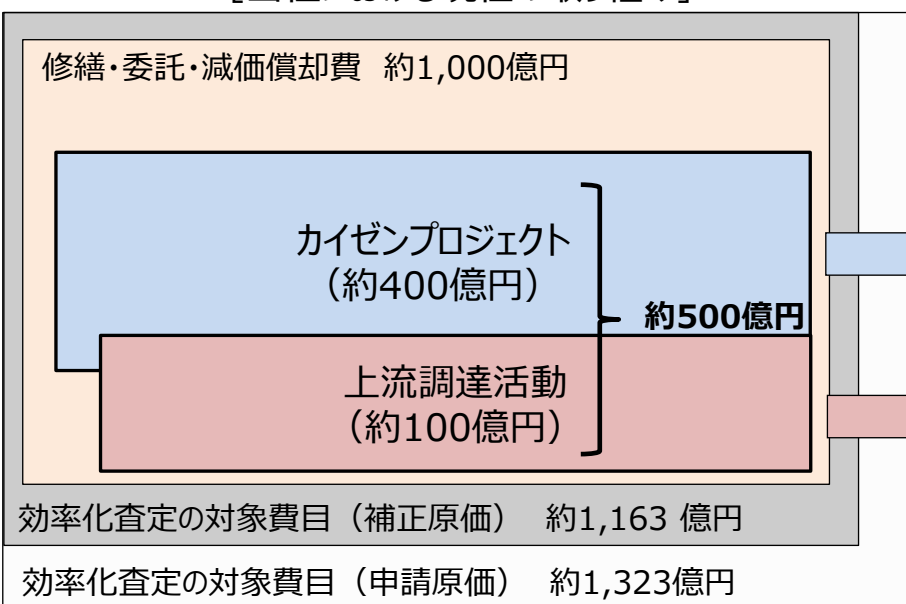 修繕・委託・減価償却費 約1,000億円
カイゼンプロジェクト
（約400億円）
約500億円
上流調達活動
（約100億円）
効率化査定の対象費目（補正原価） 約1,163 億円
効率化査定の対象費目（申請原価） 約1,323億円